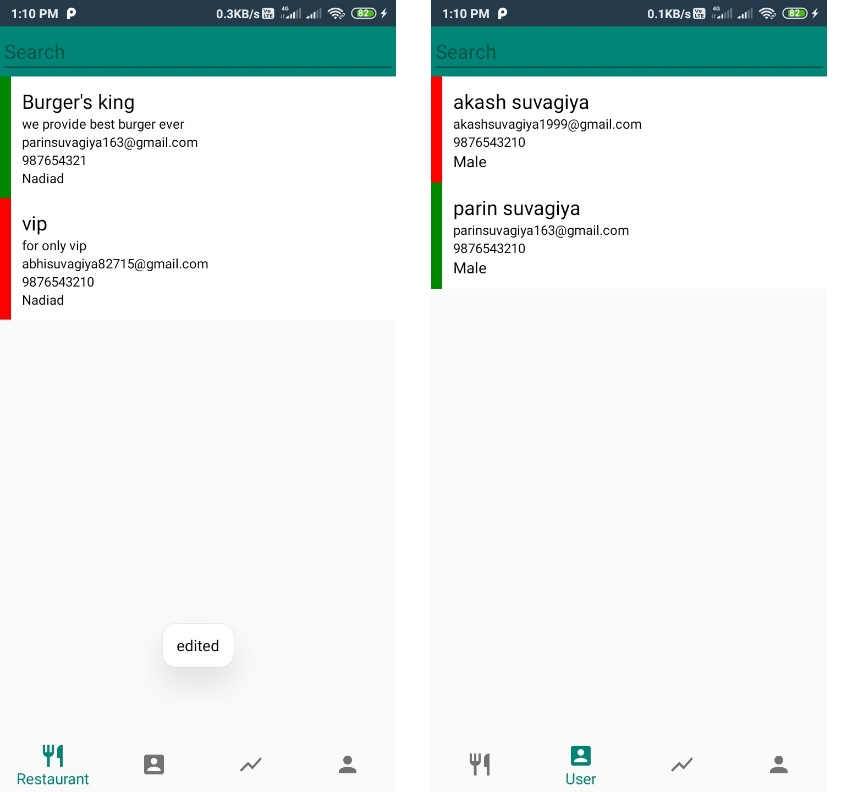 1:10 PM 0.3KB/s 4G 82
Search
Burger's king
we provide best burger ever
parinsuvagiya163@gmail.com
987654321
Nadiad
vip
for only vip
abhisuvagiya82715@gmail.com
9876543210
Nadiad
edited
Restaurant
1:10 PM 0.1KB/s 4G 82
Search
akash suvagiya
akashsuvagiya1999@gmail.com
9876543210
Male
parin suvagiya
parinsuvagiya163@gmail.com
9876543210
Male
User